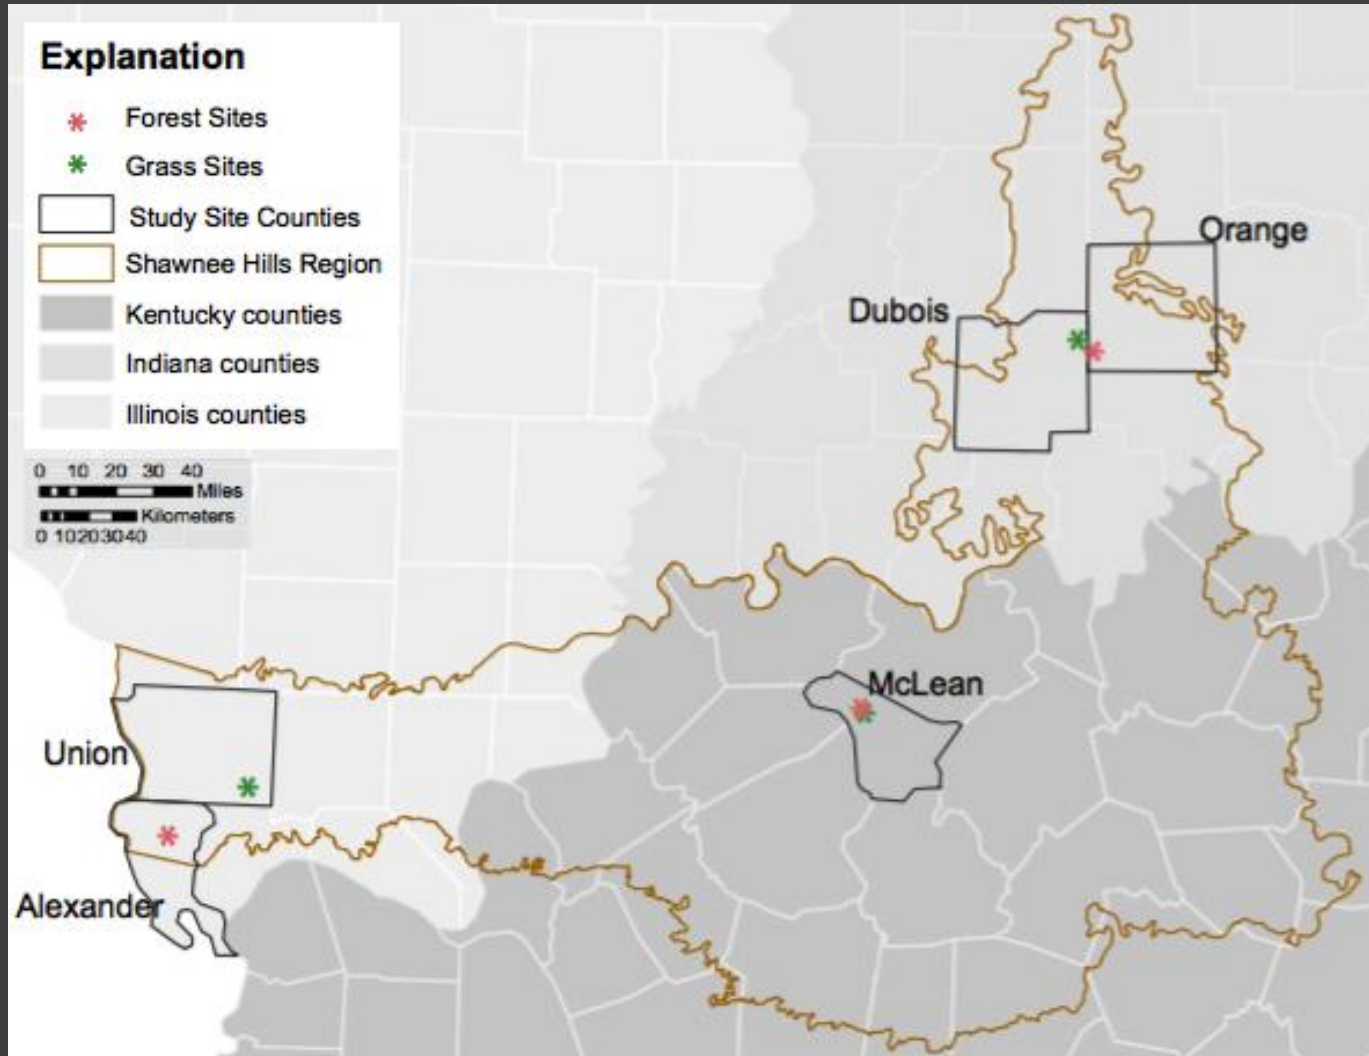 Explanation
Forest Sites
Grass Sites
Study Site Counties
Shawnee Hills Region
Kentucky counties
Indiana counties
Illinois counties
0 10 20 30 40
Miles
Kilometers
0 10203040
Orange
Dubois
McLean
Union
Alexander